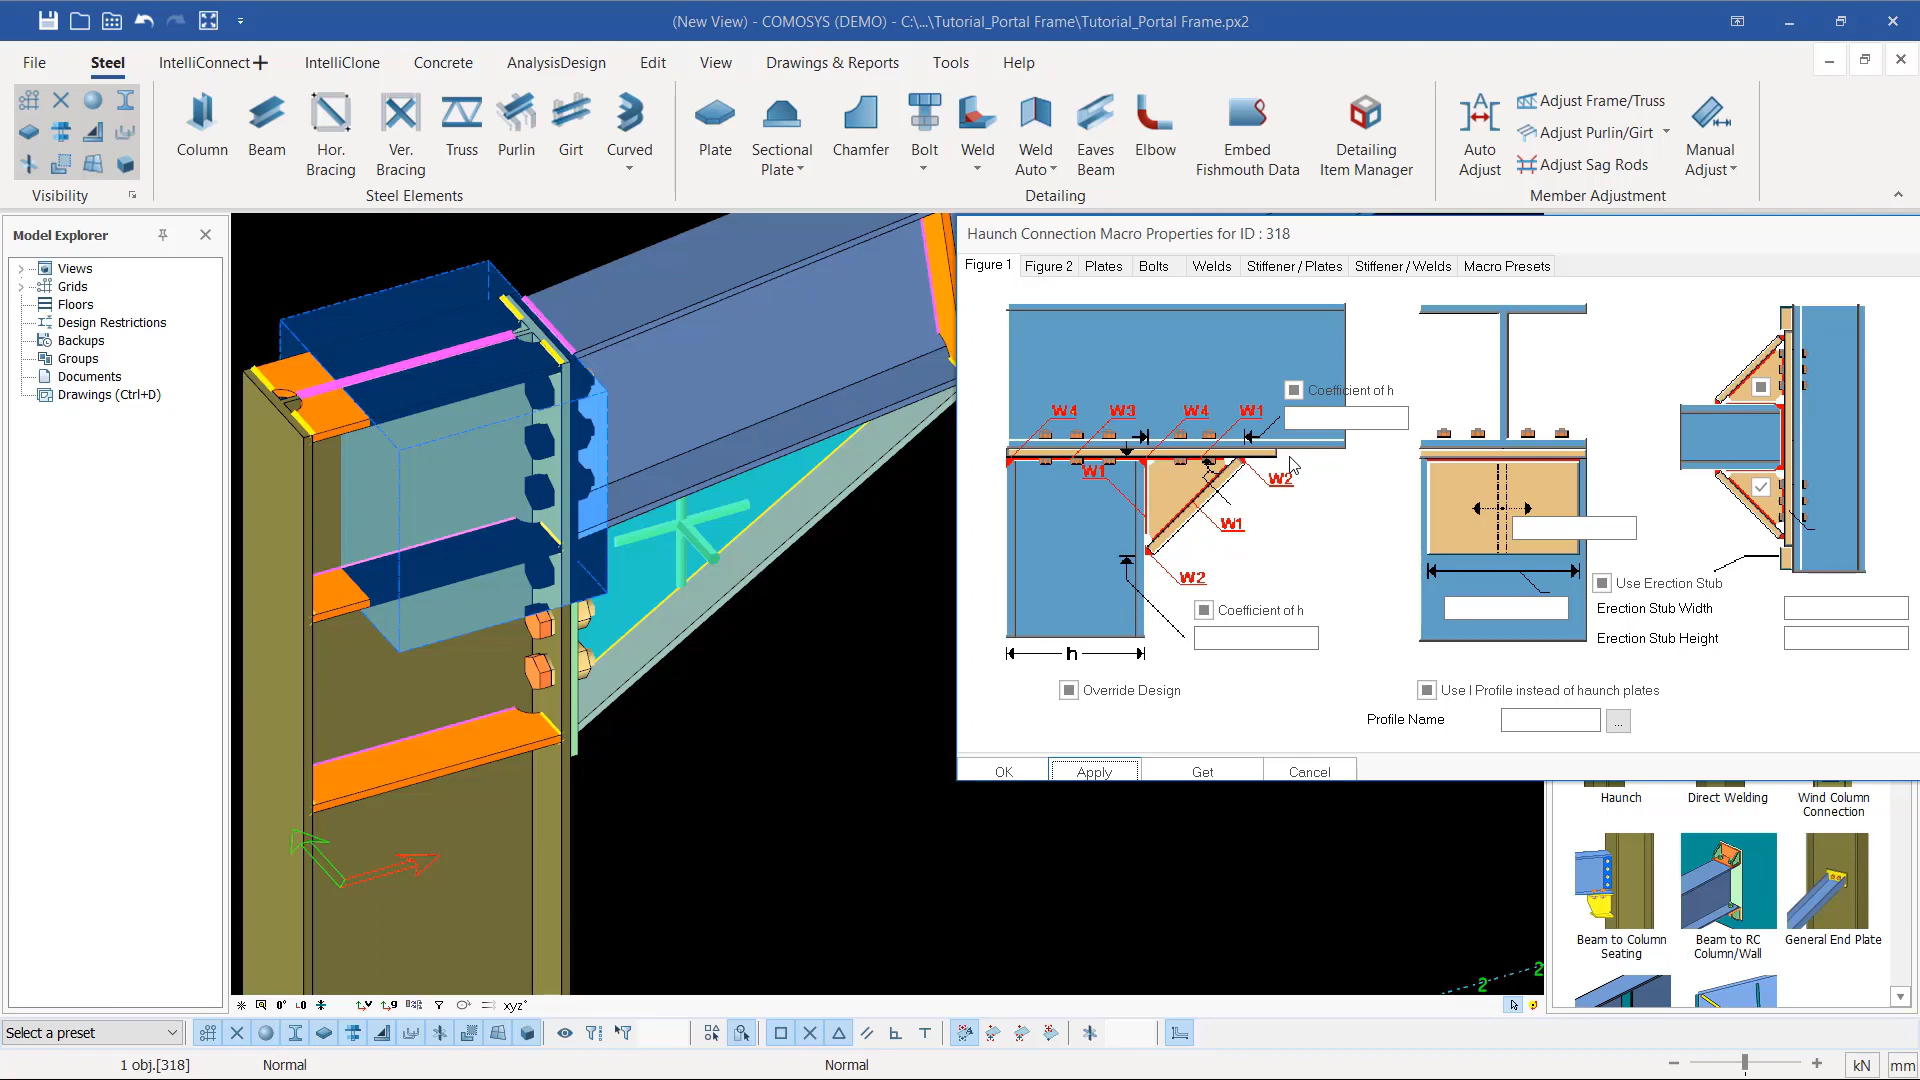 (New View) - COMOSYS (DEMO) - C:\...\Tutorial_Portal Frame\Tutorial_Portal Frame.px2
File Steel IntelliConnect IntelliClone Concrete AnalysisDesign Edit View Drawings & Reports Tools Help
Column Beam Hor. Bracing Ver. Bracing Truss Purlin Girt Curved
Plate Sectional Plate Chamfer Bolt Weld Weld Auto Eaves Beam Elbow Embed Fishmouth Data Detailing Item Manager
Auto Adjust
Adjust Frame/Truss
Adjust Purlin/Girt
Adjust Sag Rods
Manual Adjust
Visibility Steel Elements Detailing Member Adjustment
Model Explorer
Views
Grids
Floors
Design Restrictions
Backups
Groups
Documents
Drawings (Ctrl+D)
Haunch Connection Macro Properties for ID : 318
Figure 1 Figure 2 Plates Bolts Welds Stiffener / Plates Stiffener / Welds Macro Presets
Coefficient of h
W4 W3 W4 W1
W1 W2
W1
W2
Coefficient of h
h
Override Design
Use Erection Stub
Erection Stub Width
Erection Stub Height
Use I Profile instead of haunch plates
Profile Name ...
OK Apply Get Cancel
Haunch Direct Welding Wind Column Connection
Beam to Column Seating Beam to RC Column/Wall General End Plate
2 2
xyz
Select a preset
1 obj.[318] Normal Normal kN mm